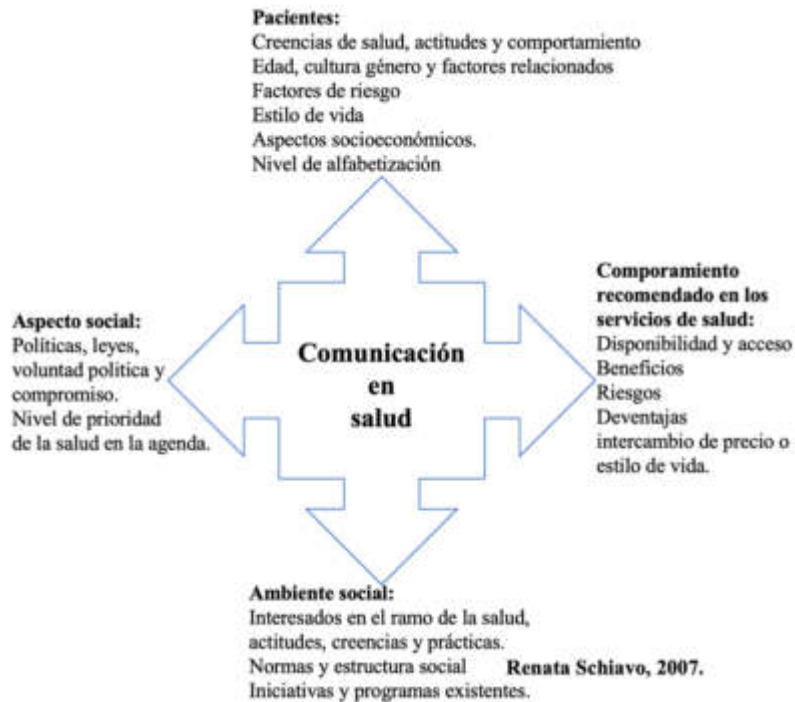 Pacientes:
Creencias de salud, actitudes y comportamiento
Edad, cultura género y factores relacionados
Factores de riesgo
Estilo de vida
Aspectos socioeconómicos.
Nivel de alfabetización
Aspecto social:
Políticas, leyes,
voluntad política y
compromiso.
Nivel de prioridad
de la salud en la agenda.
Comunicación
en
salud
Comporamiento
recomendado en los
servicios de salud:
Disponibilidad y acceso
Beneficios
Riesgos
Deventajas
intercambio de precio o
estilo de vida.
Ambiente social:
Interesados en el ramo de la salud,
actitudes, creencias y prácticas.
Normas y estructura social
Renata Schiavo, 2007.
Iniciativas y programas existentes.